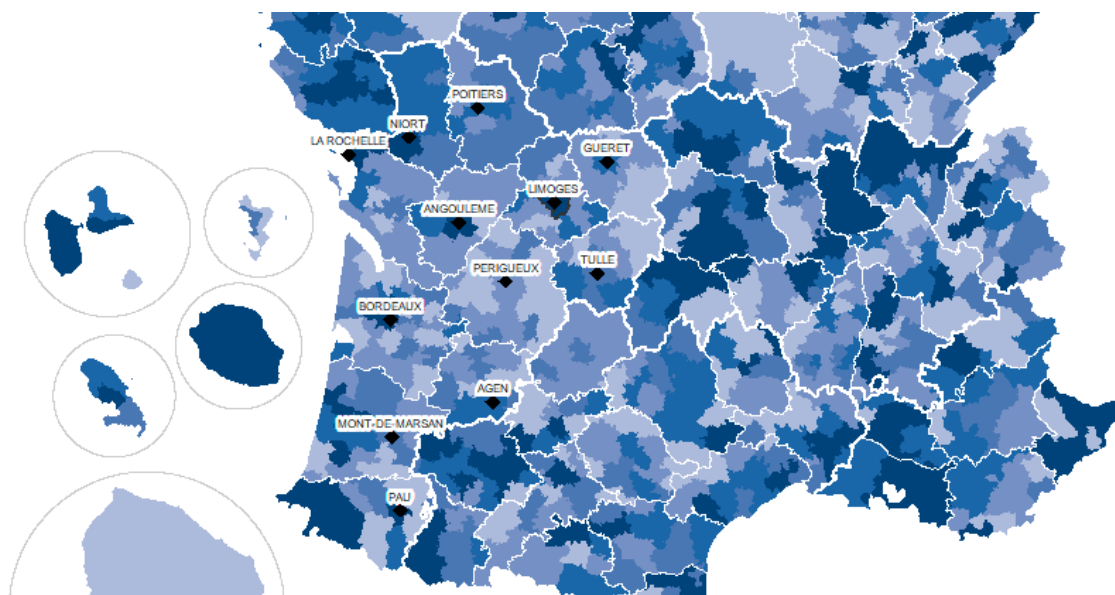 POITIERS
NIORT
LA ROCHELLE
GUERET
LIMOGES
ANGOULEME
PERIGUEUX
TULLE
BORDEAUX
AGEN
MONT-DE-MARSAN
PAU